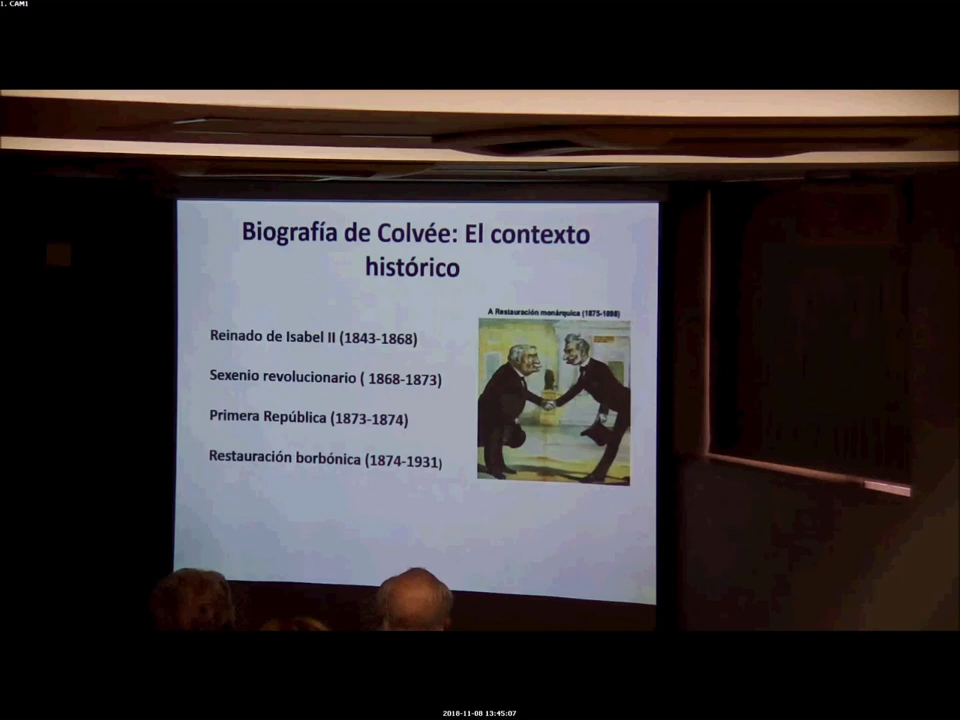 1. CAM1
Biografía de Colvée: El contexto
histórico
A Restauración monárquica (1875-1898)
Reinado de Isabel II (1843-1868)
Sexenio revolucionario ( 1868-1873)
Primera República (1873-1874)
Restauración borbónica (1874-1931)
2018-11-08 13:45:07